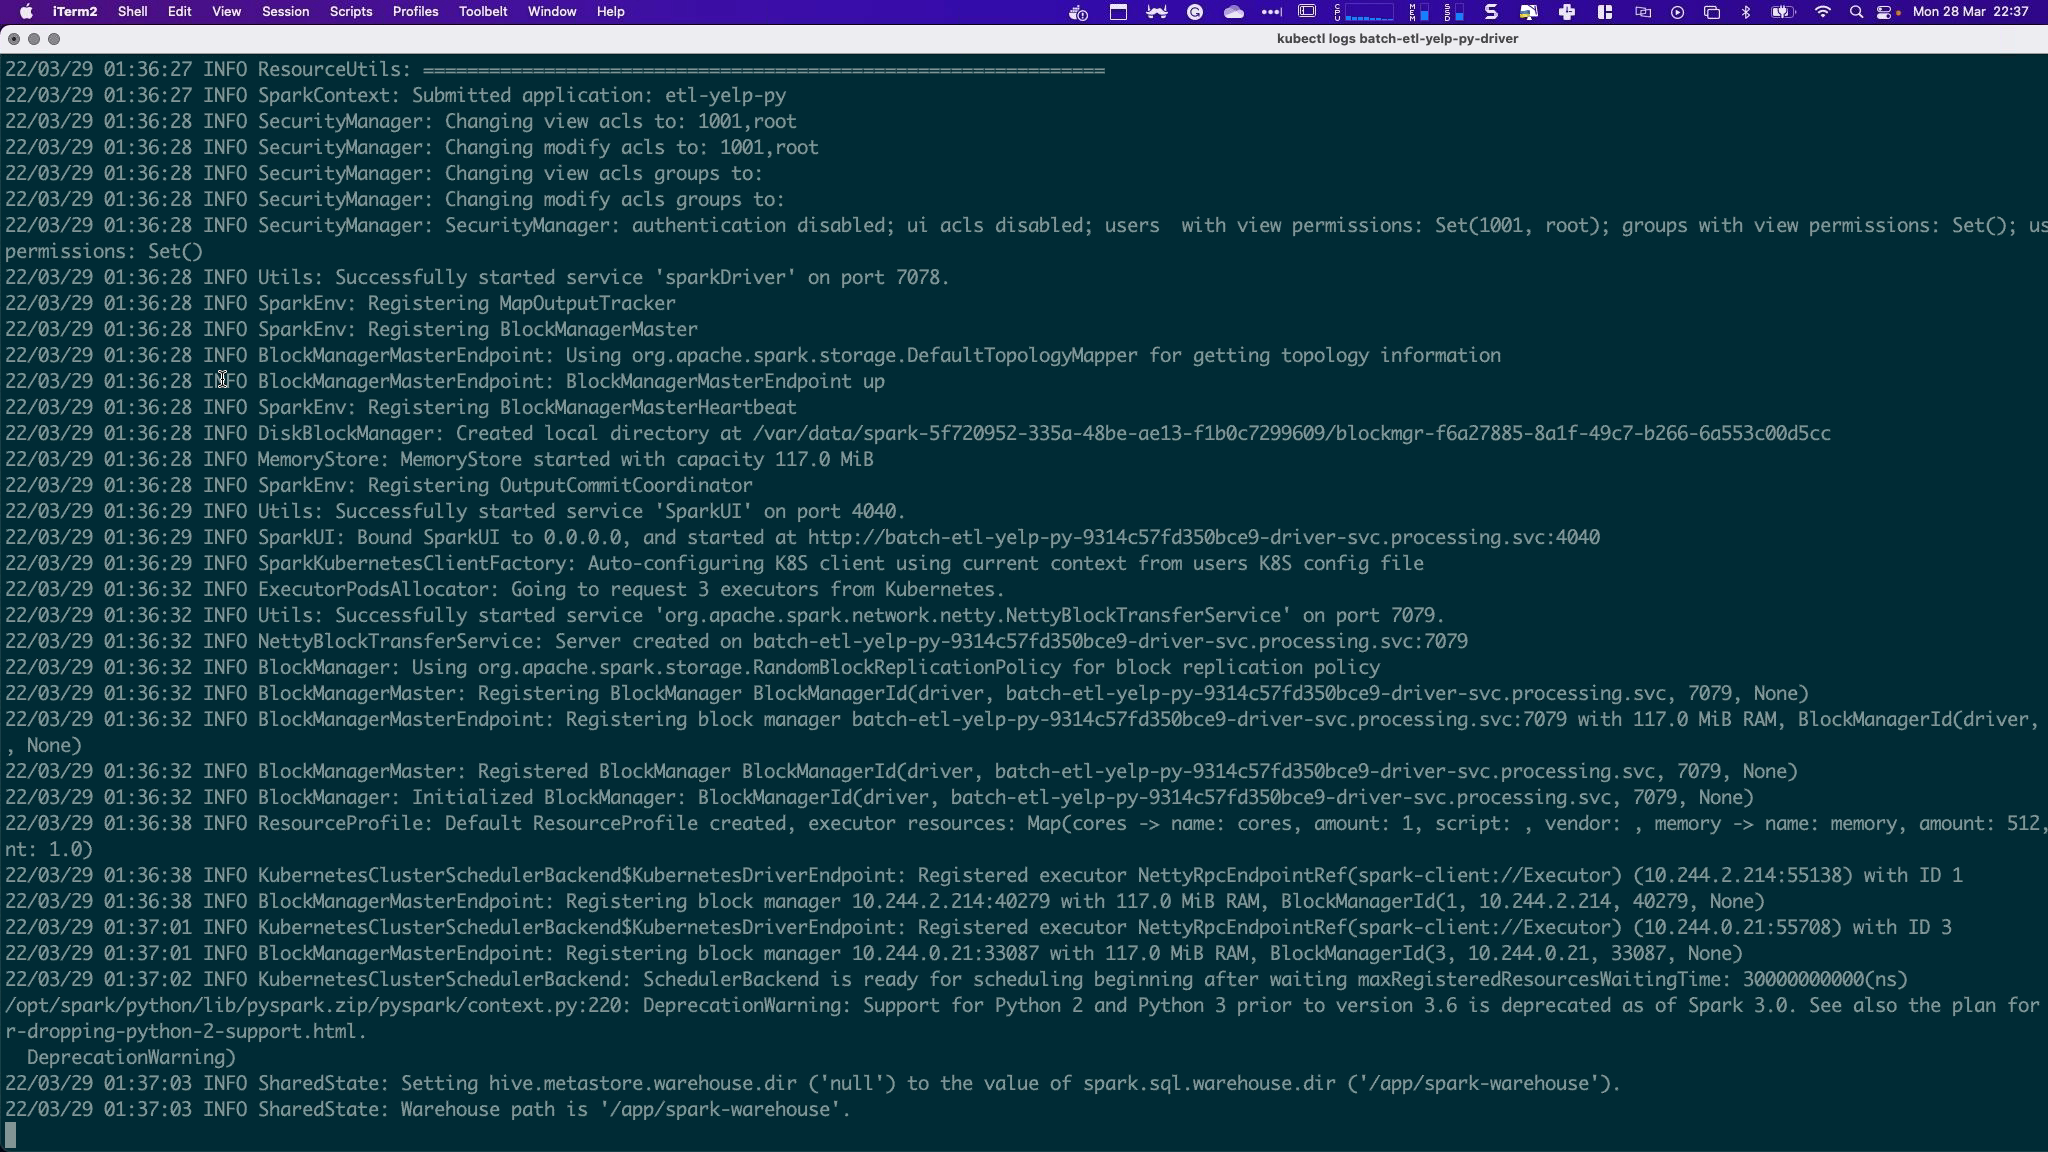 iTerm2 Shell Edit View Session Scripts Profiles Toolbelt Window Help Mon 28 Mar 22:37
kubectl logs batch-etl-yelp-py-driver
22/03/29 01:36:27 INFO ResourceUtils: ==============================================================
22/03/29 01:36:27 INFO SparkContext: Submitted application: etl-yelp-py
22/03/29 01:36:28 INFO SecurityManager: Changing view acls to: 1001,root
22/03/29 01:36:28 INFO SecurityManager: Changing modify acls to: 1001,root
22/03/29 01:36:28 INFO SecurityManager: Changing view acls groups to:
22/03/29 01:36:28 INFO SecurityManager: Changing modify acls groups to:
22/03/29 01:36:28 INFO SecurityManager: SecurityManager: authentication disabled; ui acls disabled; users  with view permissions: Set(1001, root); groups with view permissions: Set(); us
permissions: Set()
22/03/29 01:36:28 INFO Utils: Successfully started service 'sparkDriver' on port 7078.
22/03/29 01:36:28 INFO SparkEnv: Registering MapOutputTracker
22/03/29 01:36:28 INFO SparkEnv: Registering BlockManagerMaster
22/03/29 01:36:28 INFO BlockManagerMasterEndpoint: Using org.apache.spark.storage.DefaultTopologyMapper for getting topology information
22/03/29 01:36:28 INFO BlockManagerMasterEndpoint: BlockManagerMasterEndpoint up
22/03/29 01:36:28 INFO SparkEnv: Registering BlockManagerMasterHeartbeat
22/03/29 01:36:28 INFO DiskBlockManager: Created local directory at /var/data/spark-5f720952-335a-48be-ae13-f1b0c7299609/blockmgr-f6a27885-8a1f-49c7-b266-6a553c00d5cc
22/03/29 01:36:28 INFO MemoryStore: MemoryStore started with capacity 117.0 MiB
22/03/29 01:36:28 INFO SparkEnv: Registering OutputCommitCoordinator
22/03/29 01:36:29 INFO Utils: Successfully started service 'SparkUI' on port 4040.
22/03/29 01:36:29 INFO SparkUI: Bound SparkUI to 0.0.0.0, and started at http://batch-etl-yelp-py-9314c57fd350bce9-driver-svc.processing.svc:4040
22/03/29 01:36:29 INFO SparkKubernetesClientFactory: Auto-configuring K8S client using current context from users K8S config file
22/03/29 01:36:32 INFO ExecutorPodsAllocator: Going to request 3 executors from Kubernetes.
22/03/29 01:36:32 INFO Utils: Successfully started service 'org.apache.spark.network.netty.NettyBlockTransferService' on port 7079.
22/03/29 01:36:32 INFO NettyBlockTransferService: Server created on batch-etl-yelp-py-9314c57fd350bce9-driver-svc.processing.svc:7079
22/03/29 01:36:32 INFO BlockManager: Using org.apache.spark.storage.RandomBlockReplicationPolicy for block replication policy
22/03/29 01:36:32 INFO BlockManagerMaster: Registering BlockManager BlockManagerId(driver, batch-etl-yelp-py-9314c57fd350bce9-driver-svc.processing.svc, 7079, None)
22/03/29 01:36:32 INFO BlockManagerMasterEndpoint: Registering block manager batch-etl-yelp-py-9314c57fd350bce9-driver-svc.processing.svc:7079 with 117.0 MiB RAM, BlockManagerId(driver,
, None)
22/03/29 01:36:32 INFO BlockManagerMaster: Registered BlockManager BlockManagerId(driver, batch-etl-yelp-py-9314c57fd350bce9-driver-svc.processing.svc, 7079, None)
22/03/29 01:36:32 INFO BlockManager: Initialized BlockManager: BlockManagerId(driver, batch-etl-yelp-py-9314c57fd350bce9-driver-svc.processing.svc, 7079, None)
22/03/29 01:36:38 INFO ResourceProfile: Default ResourceProfile created, executor resources: Map(cores -> name: cores, amount: 1, script: , vendor: , memory -> name: memory, amount: 512,
nt: 1.0)
22/03/29 01:36:38 INFO KubernetesClusterSchedulerBackend$KubernetesDriverEndpoint: Registered executor NettyRpcEndpointRef(spark-client://Executor) (10.244.2.214:55138) with ID 1
22/03/29 01:36:38 INFO BlockManagerMasterEndpoint: Registering block manager 10.244.2.214:40279 with 117.0 MiB RAM, BlockManagerId(1, 10.244.2.214, 40279, None)
22/03/29 01:37:01 INFO KubernetesClusterSchedulerBackend$KubernetesDriverEndpoint: Registered executor NettyRpcEndpointRef(spark-client://Executor) (10.244.0.21:55708) with ID 3
22/03/29 01:37:01 INFO BlockManagerMasterEndpoint: Registering block manager 10.244.0.21:33087 with 117.0 MiB RAM, BlockManagerId(3, 10.244.0.21, 33087, None)
22/03/29 01:37:02 INFO KubernetesClusterSchedulerBackend: SchedulerBackend is ready for scheduling beginning after waiting maxRegisteredResourcesWaitingTime: 30000000000(ns)
/opt/spark/python/lib/pyspark.zip/pyspark/context.py:220: DeprecationWarning: Support for Python 2 and Python 3 prior to version 3.6 is deprecated as of Spark 3.0. See also the plan for
r-dropping-python-2-support.html.
  DeprecationWarning)
22/03/29 01:37:03 INFO SharedState: Setting hive.metastore.warehouse.dir ('null') to the value of spark.sql.warehouse.dir ('/app/spark-warehouse').
22/03/29 01:37:03 INFO SharedState: Warehouse path is '/app/spark-warehouse'.